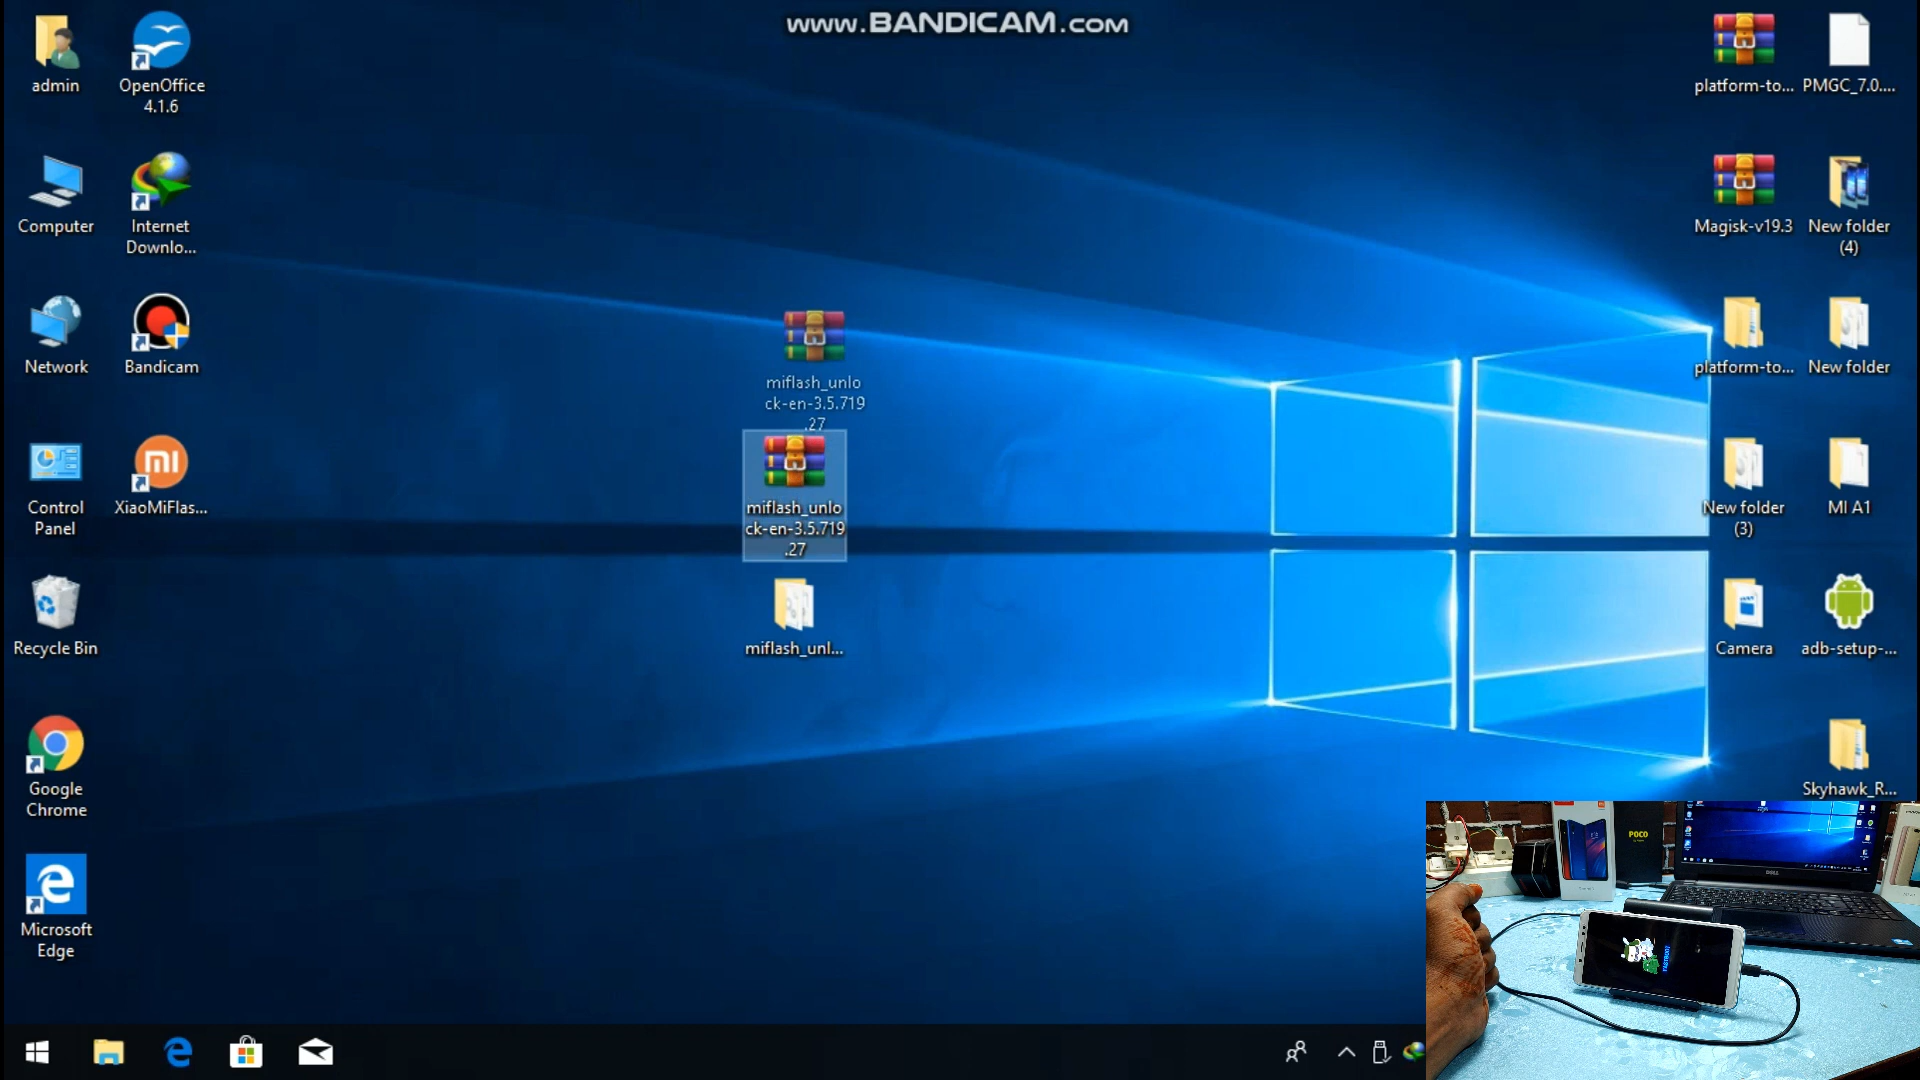 www.BANDICAM.com
admin
OpenOffice
4.1.6
Computer
Internet
Downlo...
Network
Bandicam
Control
Panel
XiaoMiFlas...
Recycle Bin
Google
Chrome
Microsoft
Edge
miflash_unlo
ck-en-3.5.719
.27
miflash_unlo
ck-en-3.5.719
.27
miflash_unl...
platform-to...
PMGC_7.0....
Magisk-v19.3
New folder
(4)
platform-to...
New folder
New folder
(3)
MI A1
Camera
adb-setup-...
Skyhawk_R...
POCO
DELL
FASTBOOT